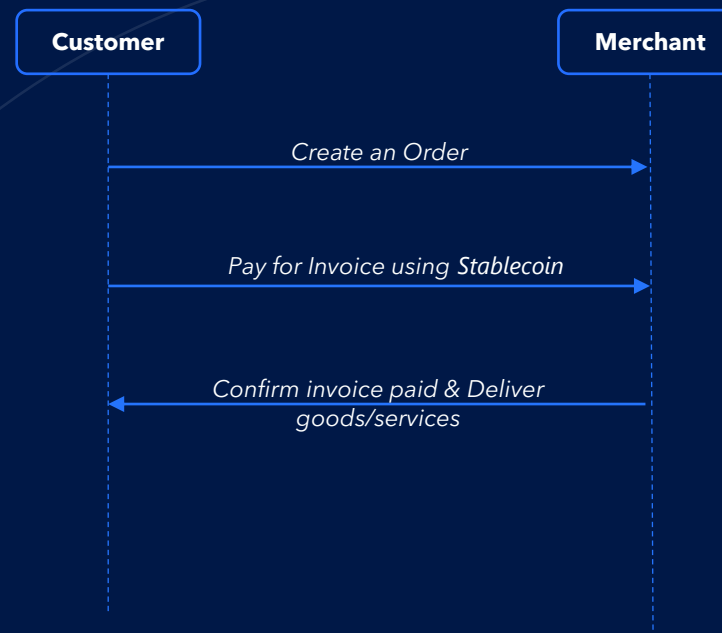 Customer
Merchant
Create an Order
Pay for Invoice using Stablecoin
Confirm invoice paid & Deliver
goods/services